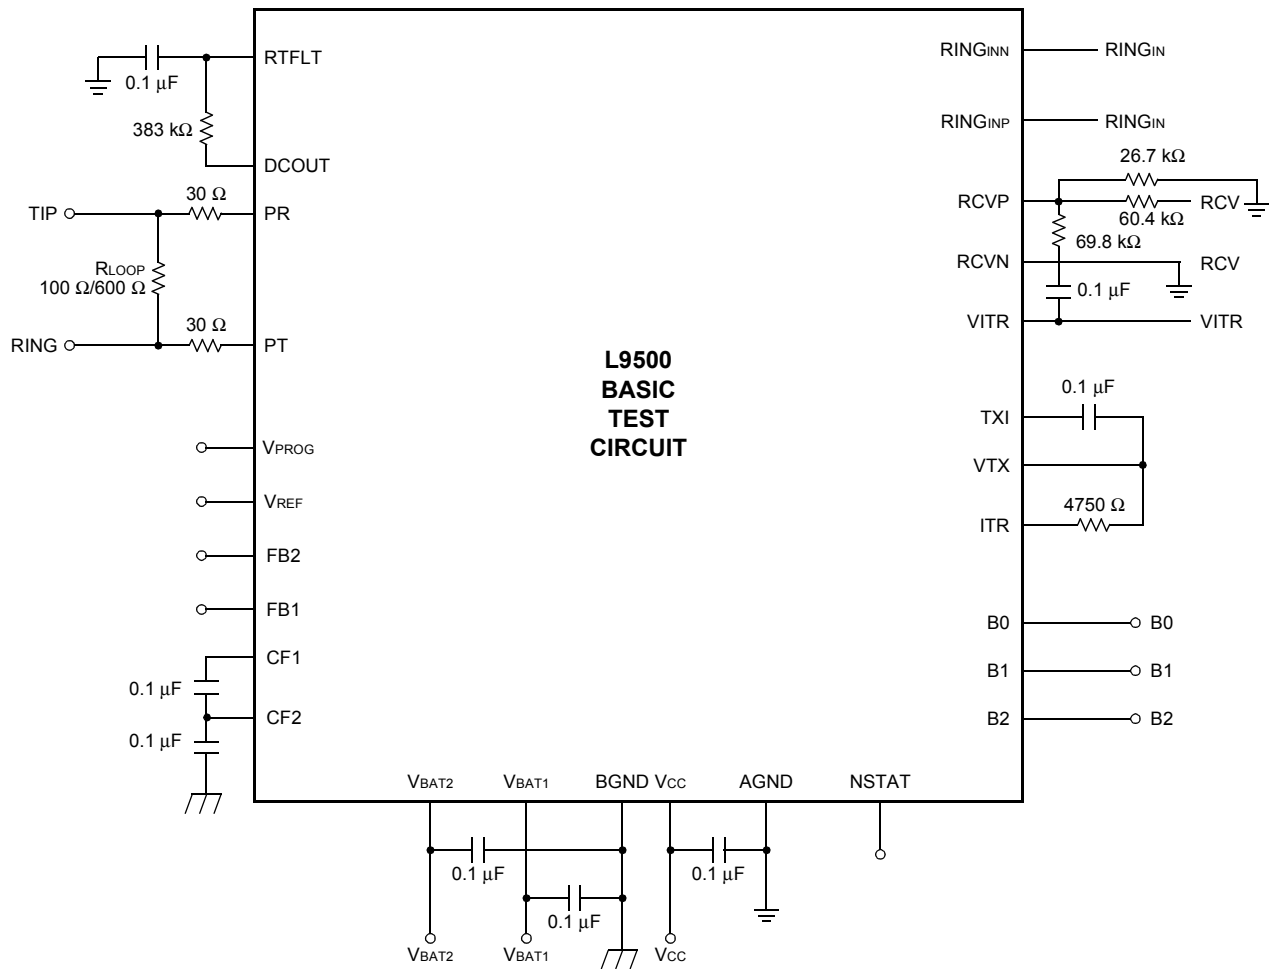 RTFLT
0.1 μF
383 kΩ
DCOUT
30 Ω
TIP
PR
RLOOP
100 Ω/600 Ω
30 Ω
RING
PT
VPROG
VREF
FB2
FB1
CF1
0.1 μF
CF2
0.1 μF
L9500
BASIC
TEST
CIRCUIT
RINGINN
RINGIN
RINGINP
RINGIN
26.7 kΩ
RCVP
RCV
60.4 kΩ
69.8 kΩ
RCVN
RCV
0.1 μF
VITR
VITR
0.1 μF
TXI
VTX
4750 Ω
ITR
B0
B0
B1
B1
B2
B2
VBAT2
VBAT1
BGND
VCC
AGND
NSTAT
0.1 μF
0.1 μF
0.1 μF
VBAT2
VBAT1
VCC